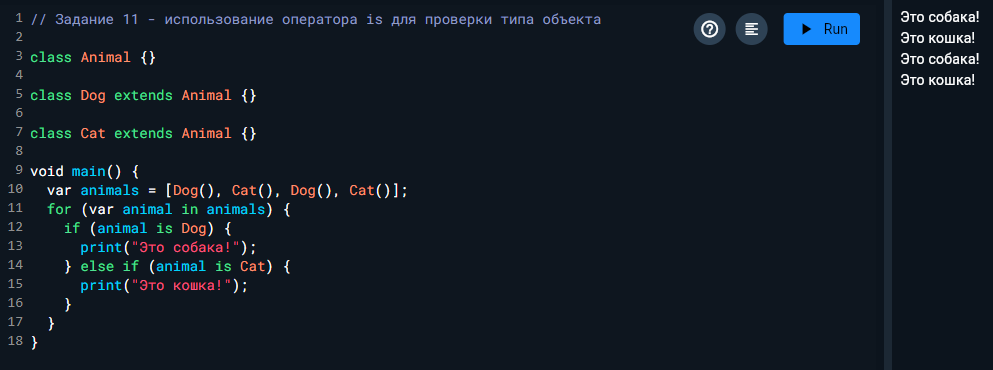 1 // Задание 11 - использование оператора is для проверки типа объекта
2
3 class Animal {}
4
5 class Dog extends Animal {}
6
7 class Cat extends Animal {}
8
9 void main() {
10   var animals = [Dog(), Cat(), Dog(), Cat()];
11   for (var animal in animals) {
12     if (animal is Dog) {
13       print("Это собака!");
14     } else if (animal is Cat) {
15       print("Это кошка!");
16     }
17   }
18 }
? Run
Это собака!
Это кошка!
Это собака!
Это кошка!